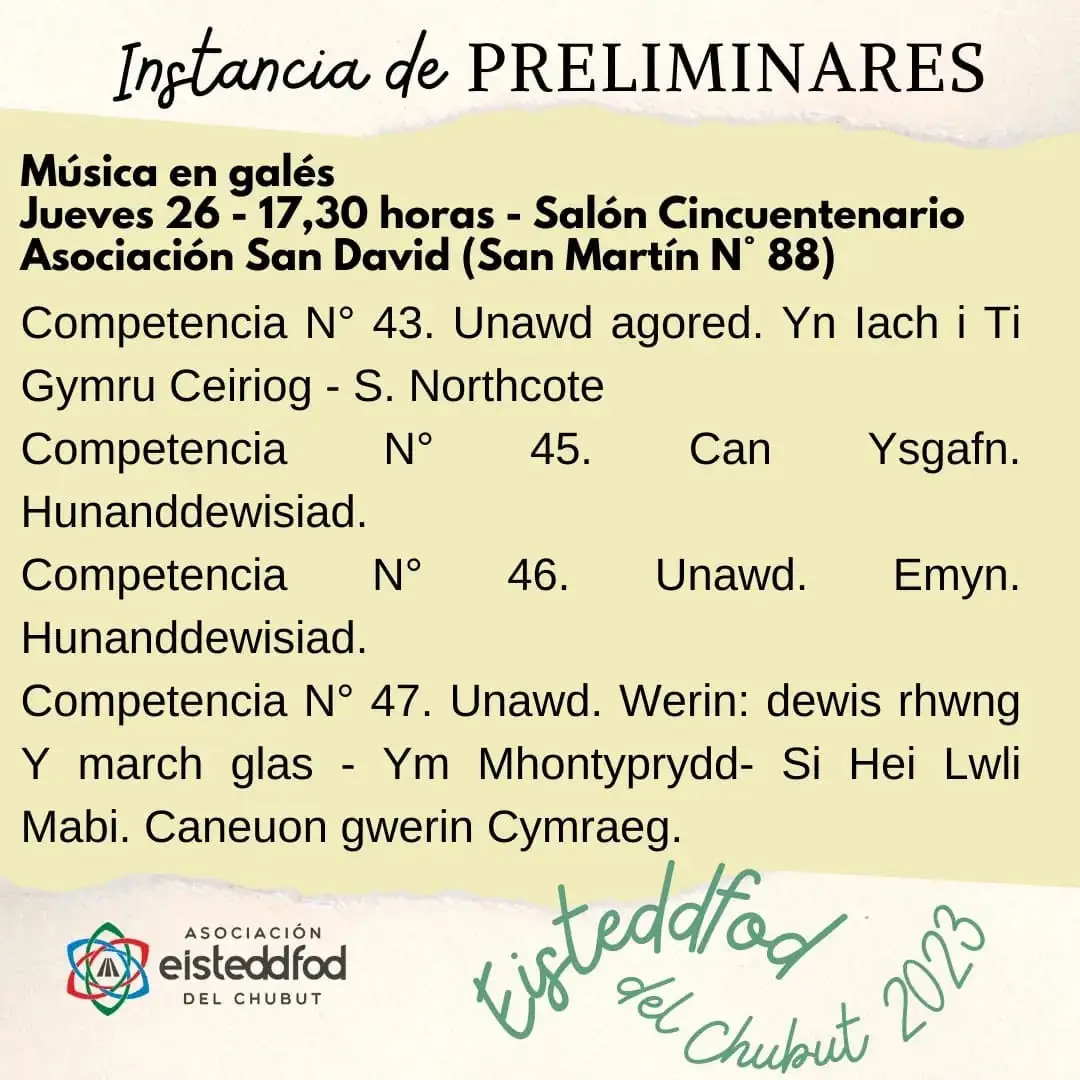 Instancia de PRELIMINARES
Música en galés
Jueves 26 - 17,30 horas - Salón Cincuentenario
Asociación San David (San Martín N° 88)
Competencia N° 43. Unawd agored. Yn Iach i Ti
Gymru Ceiriog - S. Northcote
Competencia N° 45. Can Ysgafn.
Hunanddewisiad.
Competencia N° 46. Unawd. Emyn.
Hunanddewisiad.
Competencia N° 47. Unawd. Werin: dewis rhwng
Y march glas - Ym Mhontyprydd- Si Hei Lwli
Mabi. Caneuon gwerin Cymraeg.
ASOCIACIÓN
eisteddfod
DEL CHUBUT
Eisteddfod
del Chubut 2023